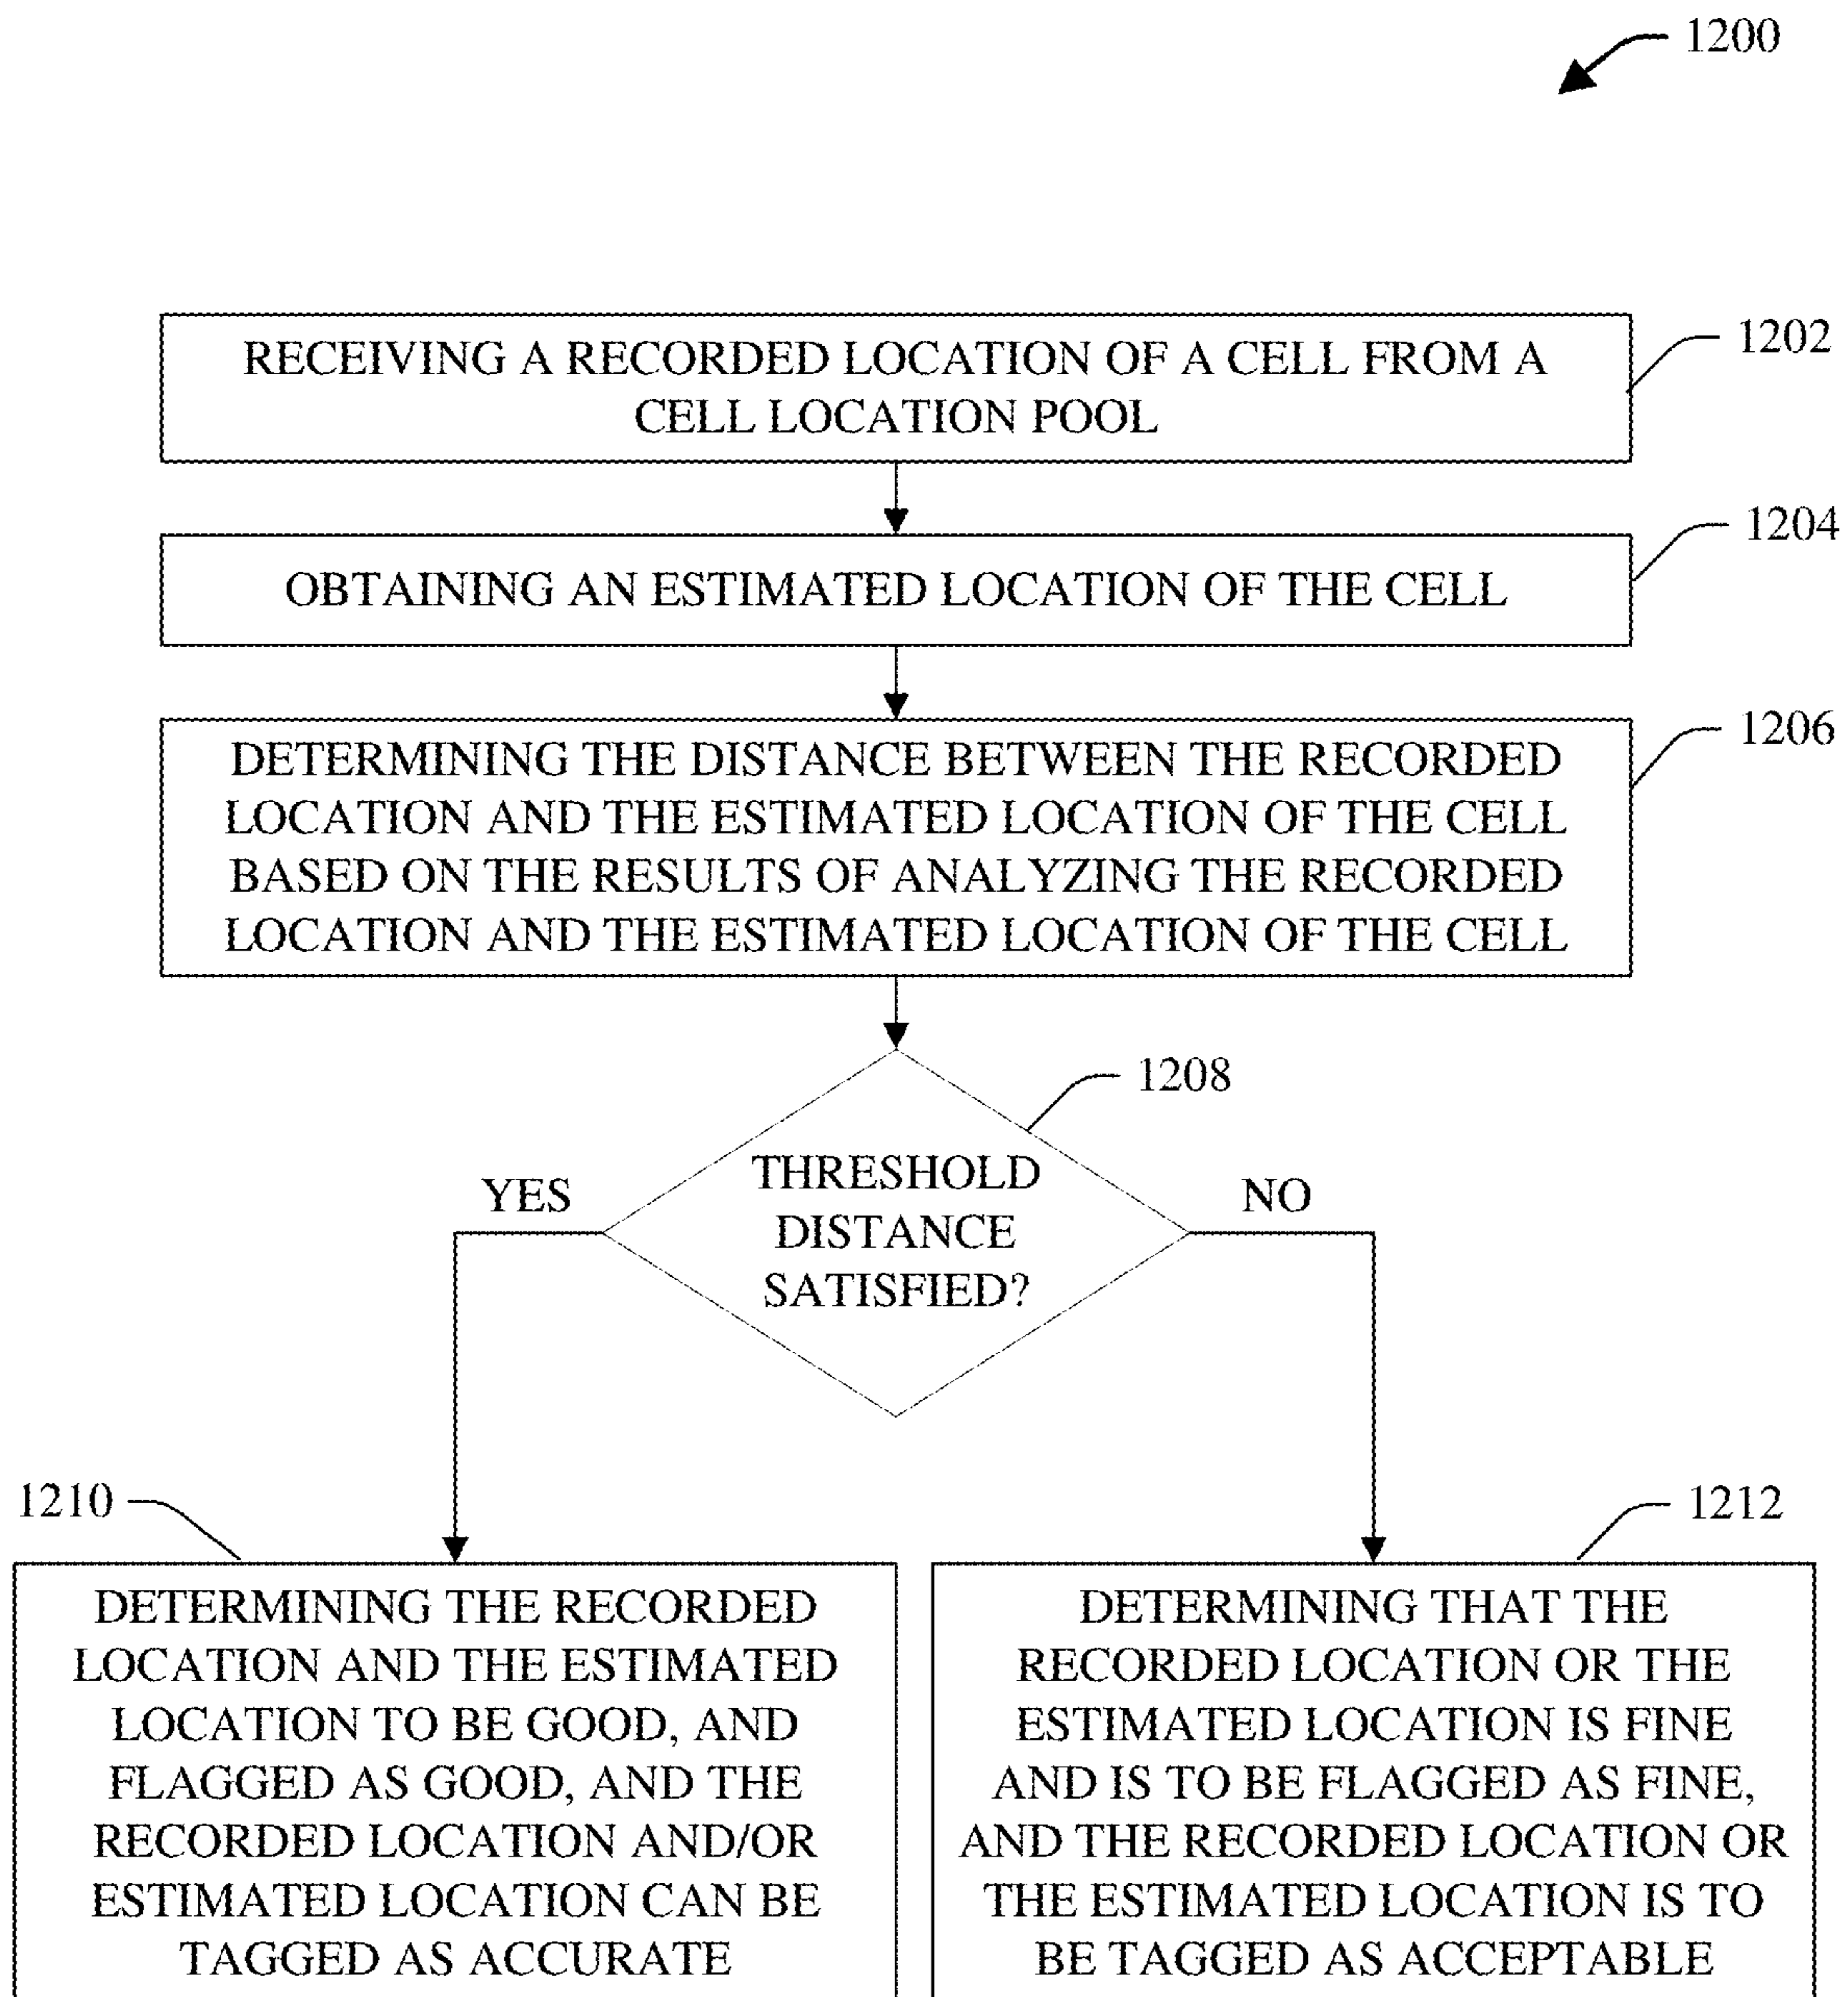 1200
RECEIVING A RECORDED LOCATION OF A CELL FROM A
CELL LOCATION POOL
1202
OBTAINING AN ESTIMATED LOCATION OF THE CELL
1204
DETERMINING THE DISTANCE BETWEEN THE RECORDED
LOCATION AND THE ESTIMATED LOCATION OF THE CELL
BASED ON THE RESULTS OF ANALYZING THE RECORDED
LOCATION AND THE ESTIMATED LOCATION OF THE CELL
1206
1208
THRESHOLD
DISTANCE
SATISFIED?
YES
NO
1210
DETERMINING THE RECORDED
LOCATION AND THE ESTIMATED
LOCATION TO BE GOOD, AND
FLAGGED AS GOOD, AND THE
RECORDED LOCATION AND/OR
ESTIMATED LOCATION CAN BE
TAGGED AS ACCURATE
1212
DETERMINING THAT THE
RECORDED LOCATION OR THE
ESTIMATED LOCATION IS FINE
AND IS TO BE FLAGGED AS FINE,
AND THE RECORDED LOCATION OR
THE ESTIMATED LOCATION IS TO
BE TAGGED AS ACCEPTABLE